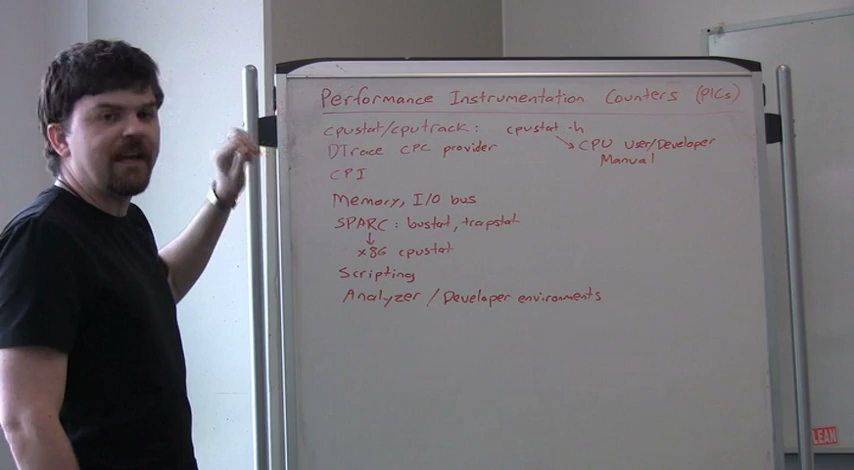 Performance Instrumentation Counters (PICs)
cpustat/cputrack: cpustat -h
DTrace CPC provider → CPU User/Developer
Manual
CPI
Memory, I/O bus
SPARC: bustat, trapstat
↓
x86 cpustat
Scripting
Analyzer / Developer environments
LEAN